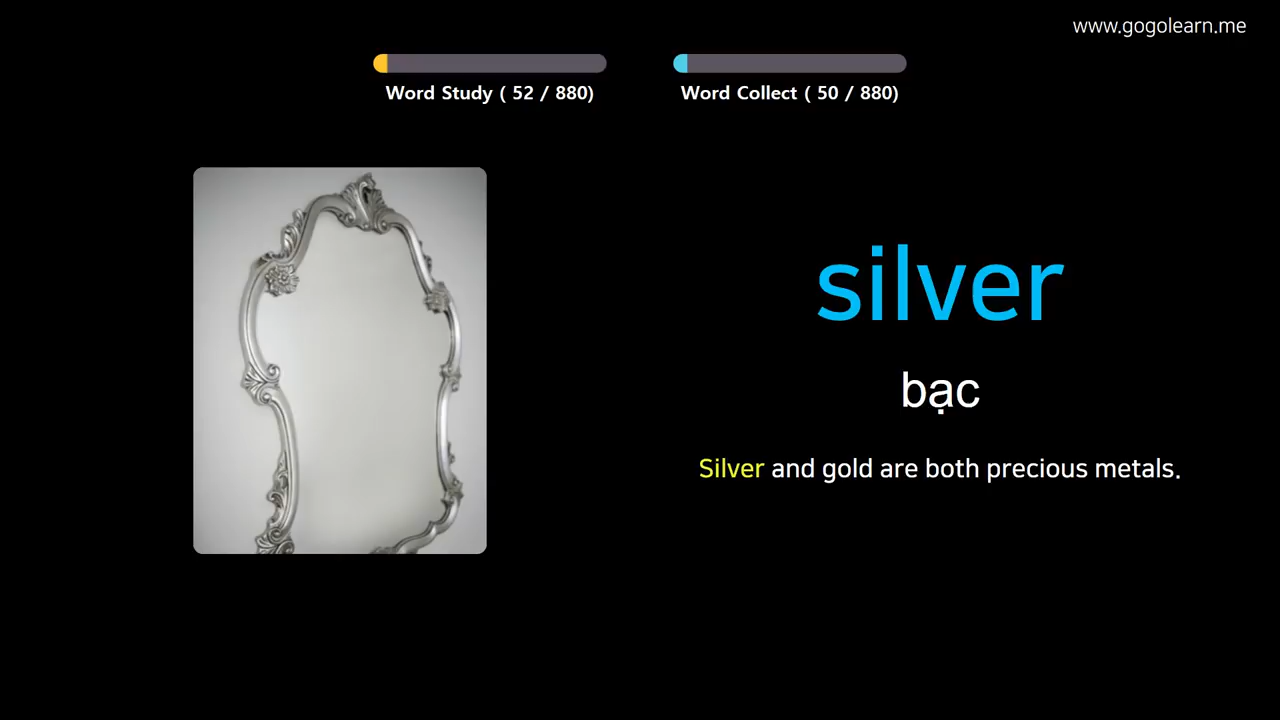 www.gogolearn.me
Word Study ( 52 / 880)
Word Collect ( 50 / 880)
silver
bạc
Silver and gold are both precious metals.